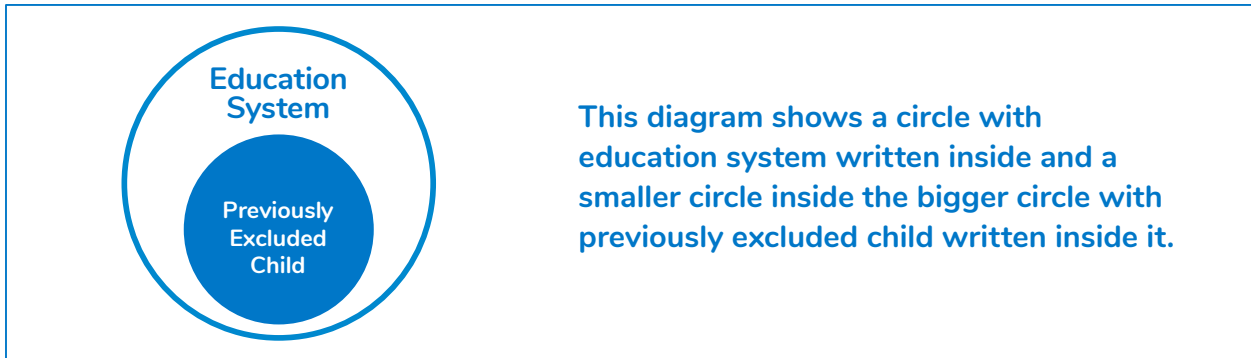 Education
System
Previously
Excluded
Child
This diagram shows a circle with
education system written inside and a
smaller circle inside the bigger circle with
previously excluded child written inside it.